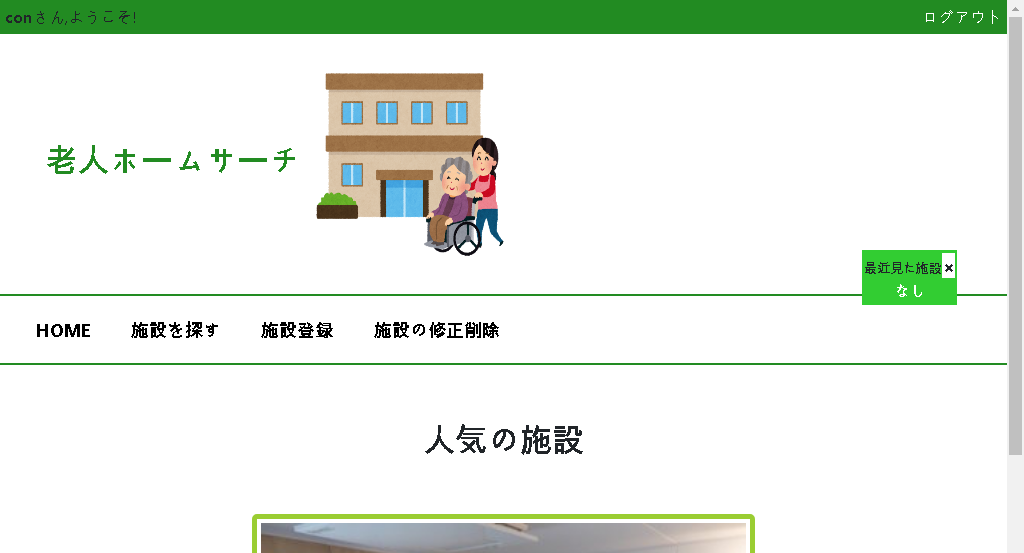 conさん,ようこそ!
ログアウト
老人ホームサーチ
最近見た施設×
なし
HOME 施設を探す 施設登録 施設の修正削除
人気の施設